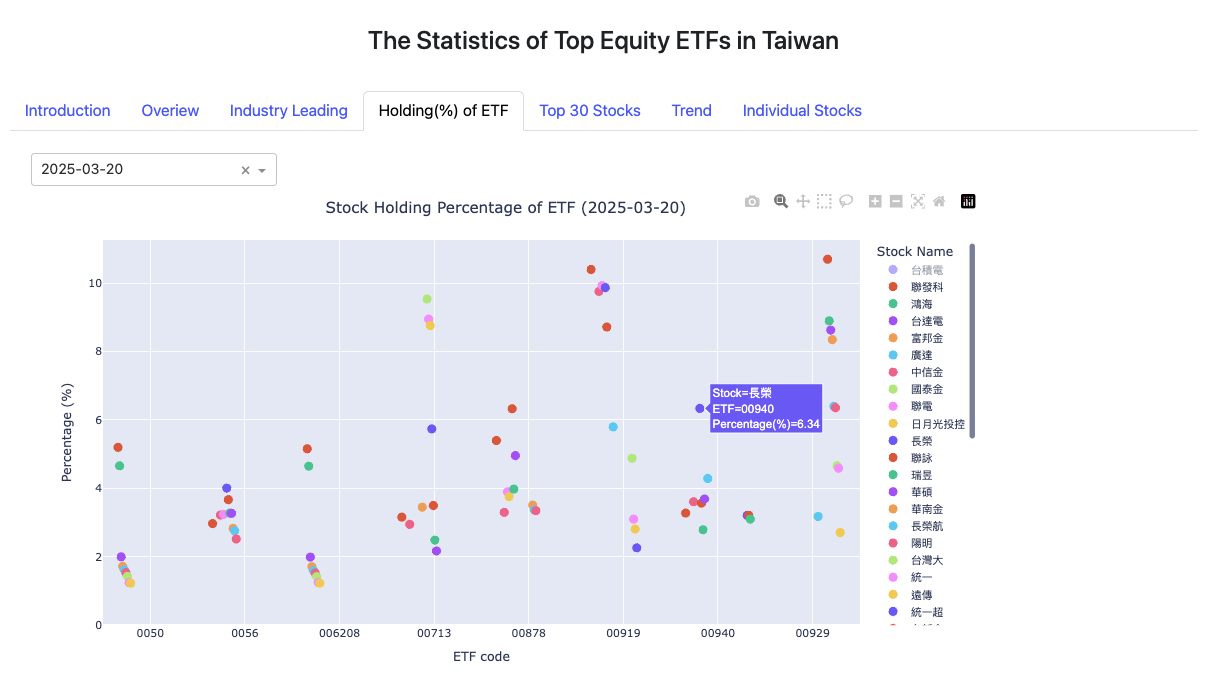 The Statistics of Top Equity ETFs in Taiwan
Introduction Overiew Industry Leading Holding(%) of ETF Top 30 Stocks Trend Individual Stocks
2025-03-20
Stock Holding Percentage of ETF (2025-03-20)
Stock Name
台積電
聯發科
鴻海
台達電
富邦金
廣達
中信金
國泰金
聯電
日月光投控
長榮
聯詠
瑞昱
華碩
華南金
長榮航
陽明
台灣大
統一
遠傳
統一超
Percentage (%)
10
8
6
4
2
0
Stock=長榮
ETF=00940
Percentage(%)=6.34
0050 0056 006208 00713 00878 00919 00940 00929
ETF code